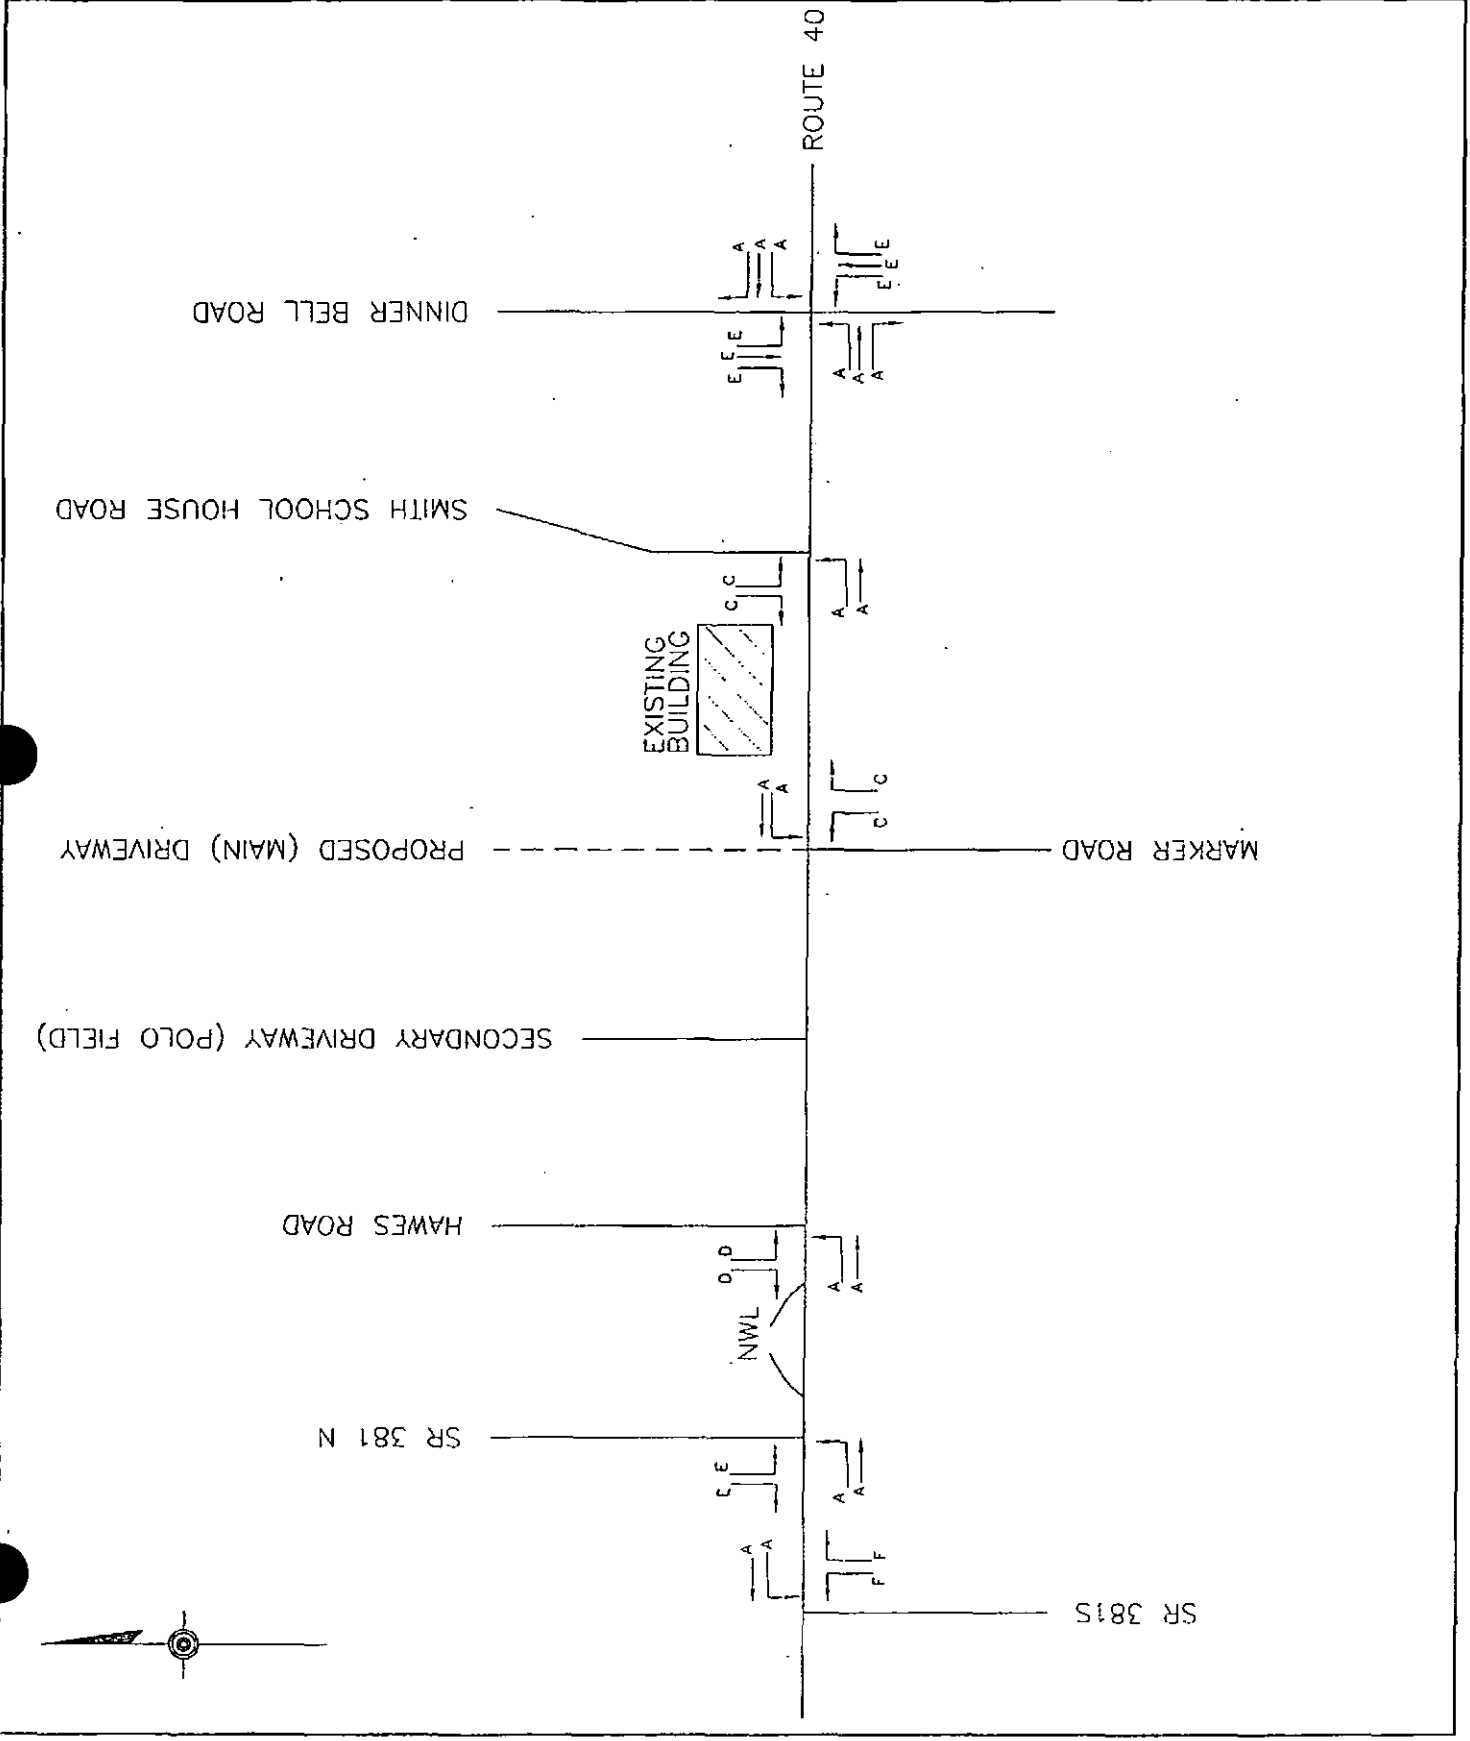 ROUTE 40
DINNER BELL ROAD
A
A
A
E
E
E
E E E
A
A
A
SMITH SCHOOL HOUSE ROAD
C C
A
A
EXISTING
BUILDING
A
A
C
C
PROPOSED (MAIN) DRIVEWAY
MARKER ROAD
SECONDARY DRIVEWAY (POLO FIELD)
HAWES ROAD
D D
A
A
NWL
SR 381 N
E E
A
A
A
A
F F
SR 381S